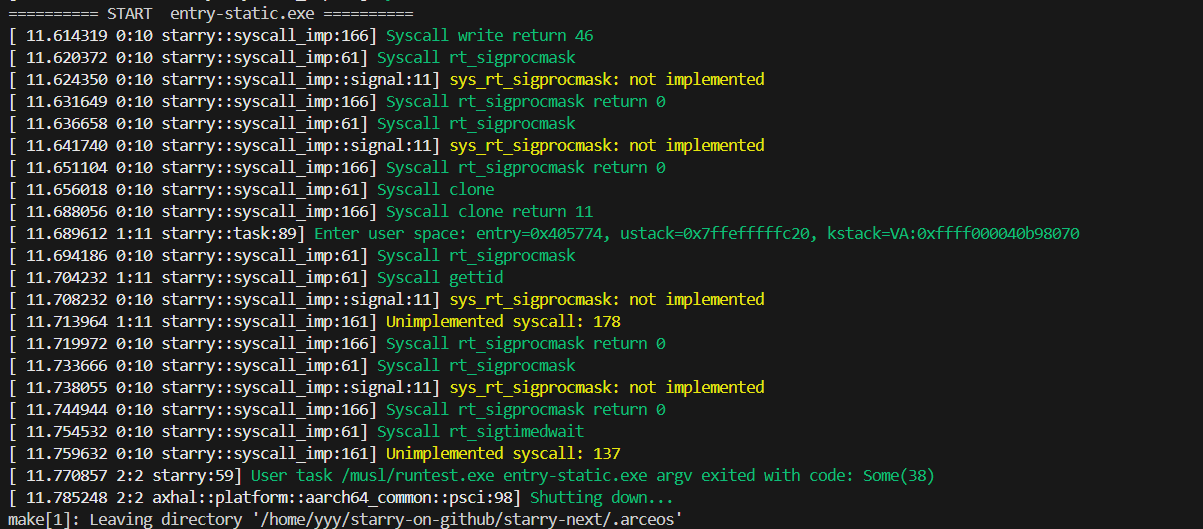 ========== START  entry-static.exe ==========
[ 11.614319 0:10 starry::syscall_imp:166] Syscall write return 46
[ 11.620372 0:10 starry::syscall_imp:61] Syscall rt_sigprocmask
[ 11.624350 0:10 starry::syscall_imp::signal:11] sys_rt_sigprocmask: not implemented
[ 11.631649 0:10 starry::syscall_imp:166] Syscall rt_sigprocmask return 0
[ 11.636658 0:10 starry::syscall_imp:61] Syscall rt_sigprocmask
[ 11.641740 0:10 starry::syscall_imp::signal:11] sys_rt_sigprocmask: not implemented
[ 11.651104 0:10 starry::syscall_imp:166] Syscall rt_sigprocmask return 0
[ 11.656018 0:10 starry::syscall_imp:61] Syscall clone
[ 11.688056 0:10 starry::syscall_imp:166] Syscall clone return 11
[ 11.689612 1:11 starry::task:89] Enter user space: entry=0x405774, ustack=0x7ffefffffc20, kstack=VA:0xffff000040b98070
[ 11.694186 0:10 starry::syscall_imp:61] Syscall rt_sigprocmask
[ 11.704232 1:11 starry::syscall_imp:61] Syscall gettid
[ 11.708232 0:10 starry::syscall_imp::signal:11] sys_rt_sigprocmask: not implemented
[ 11.713964 1:11 starry::syscall_imp:161] Unimplemented syscall: 178
[ 11.719972 0:10 starry::syscall_imp:166] Syscall rt_sigprocmask return 0
[ 11.733666 0:10 starry::syscall_imp:61] Syscall rt_sigprocmask
[ 11.738055 0:10 starry::syscall_imp::signal:11] sys_rt_sigprocmask: not implemented
[ 11.744944 0:10 starry::syscall_imp:166] Syscall rt_sigprocmask return 0
[ 11.754532 0:10 starry::syscall_imp:61] Syscall rt_sigtimedwait
[ 11.759632 0:10 starry::syscall_imp:161] Unimplemented syscall: 137
[ 11.770857 2:2 starry:59] User task /musl/runtest.exe entry-static.exe argv exited with code: Some(38)
[ 11.785248 2:2 axhal::platform::aarch64_common::psci:98] Shutting down...
make[1]: Leaving directory '/home/yyy/starry-on-github/starry-next/.arceos'